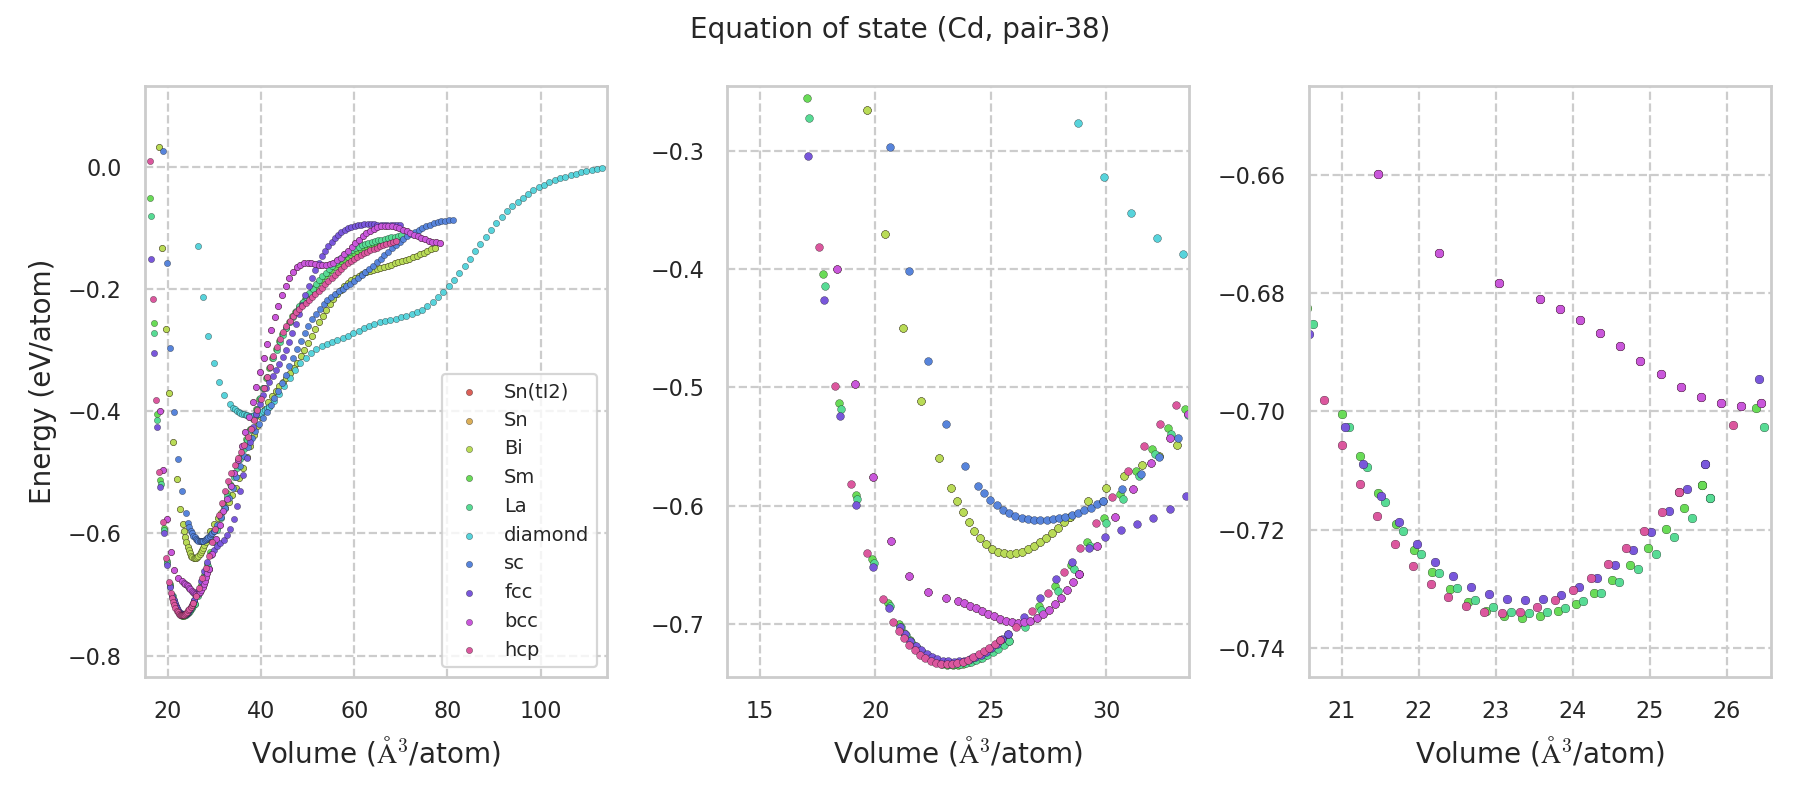 Equation of state (Cd, pair-38)
Energy (eV/atom)
0.0
−0.2
−0.4
−0.6
−0.8
20 40 60 80 100
Volume (Å³/atom)
Sn(tI2)
Sn
Bi
Sm
La
diamond
sc
fcc
bcc
hcp
−0.3
−0.4
−0.5
−0.6
−0.7
15 20 25 30
Volume (Å³/atom)
−0.66
−0.68
−0.70
−0.72
−0.74
21 22 23 24 25 26
Volume (Å³/atom)